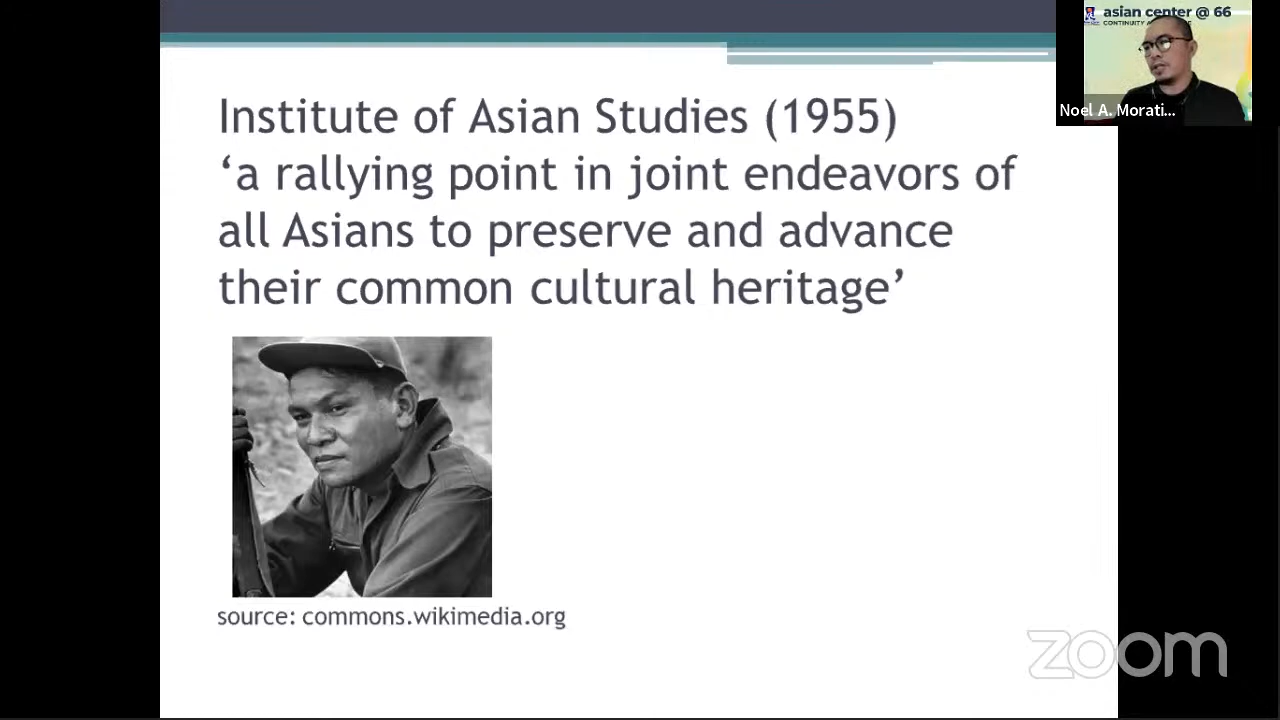 Institute of Asian Studies (1955)
‘a rallying point in joint endeavors of
all Asians to preserve and advance
their common cultural heritage’
source: commons.wikimedia.org
asian center @ 66
Noel A. Morati...
zoom